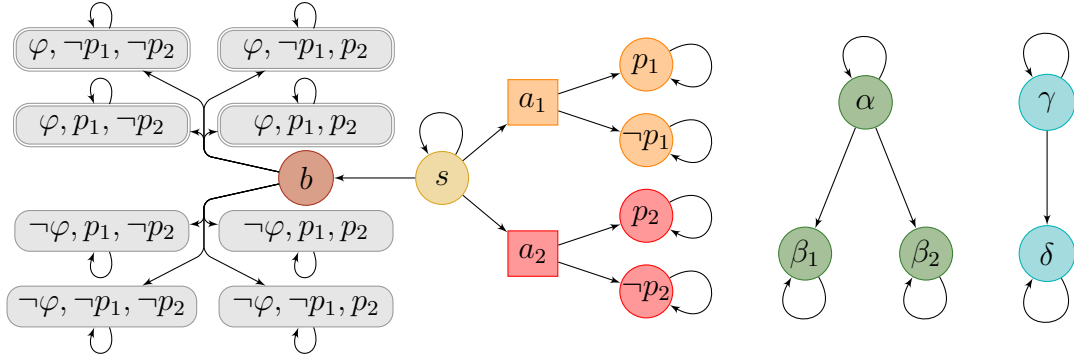 φ, ¬p₁, ¬p₂
φ, ¬p₁, p₂
φ, p₁, ¬p₂
φ, p₁, p₂
b
¬φ, p₁, ¬p₂
¬φ, p₁, p₂
¬φ, ¬p₁, ¬p₂
¬φ, ¬p₁, p₂
s
a₁
a₂
p₁
¬p₁
p₂
¬p₂
α
β₁
β₂
γ
δ